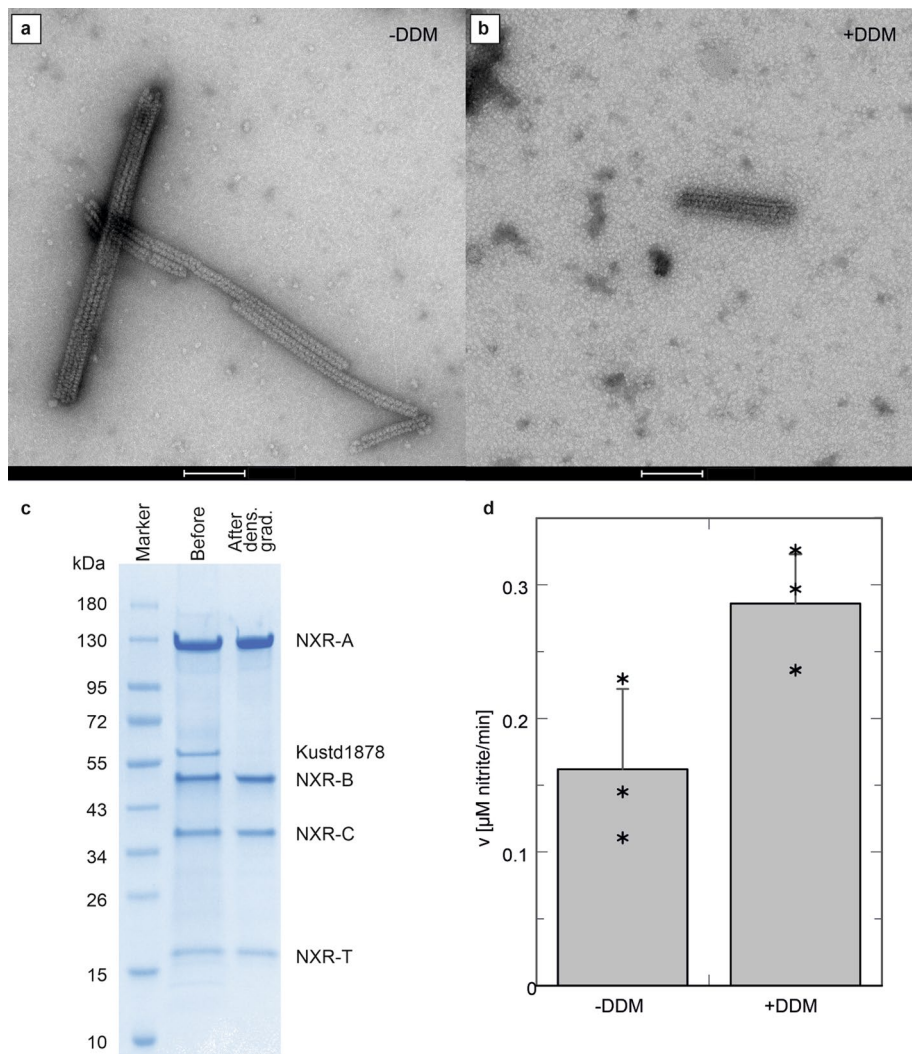 a
-DDM
b
+DDM
c
Marker
Before
After
dens.
grad.
kDa
180
130
95
72
55
43
34
26
15
10
NXR-A
Kustd1878
NXR-B
NXR-C
NXR-T
d
v [µM nitrite/min]
0.3
0.2
0.1
0
-DDM
+DDM